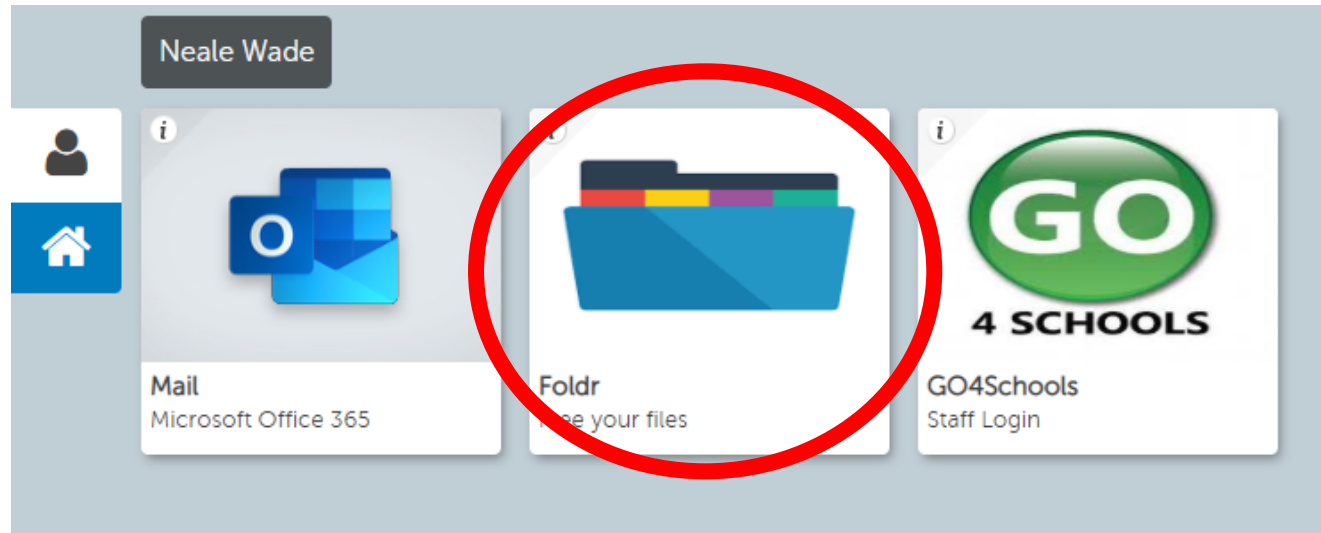 Neale Wade
i
O
Mail
Microsoft Office 365
Foldr
your files
i
GO
4 SCHOOLS
GO4Schools
Staff Login